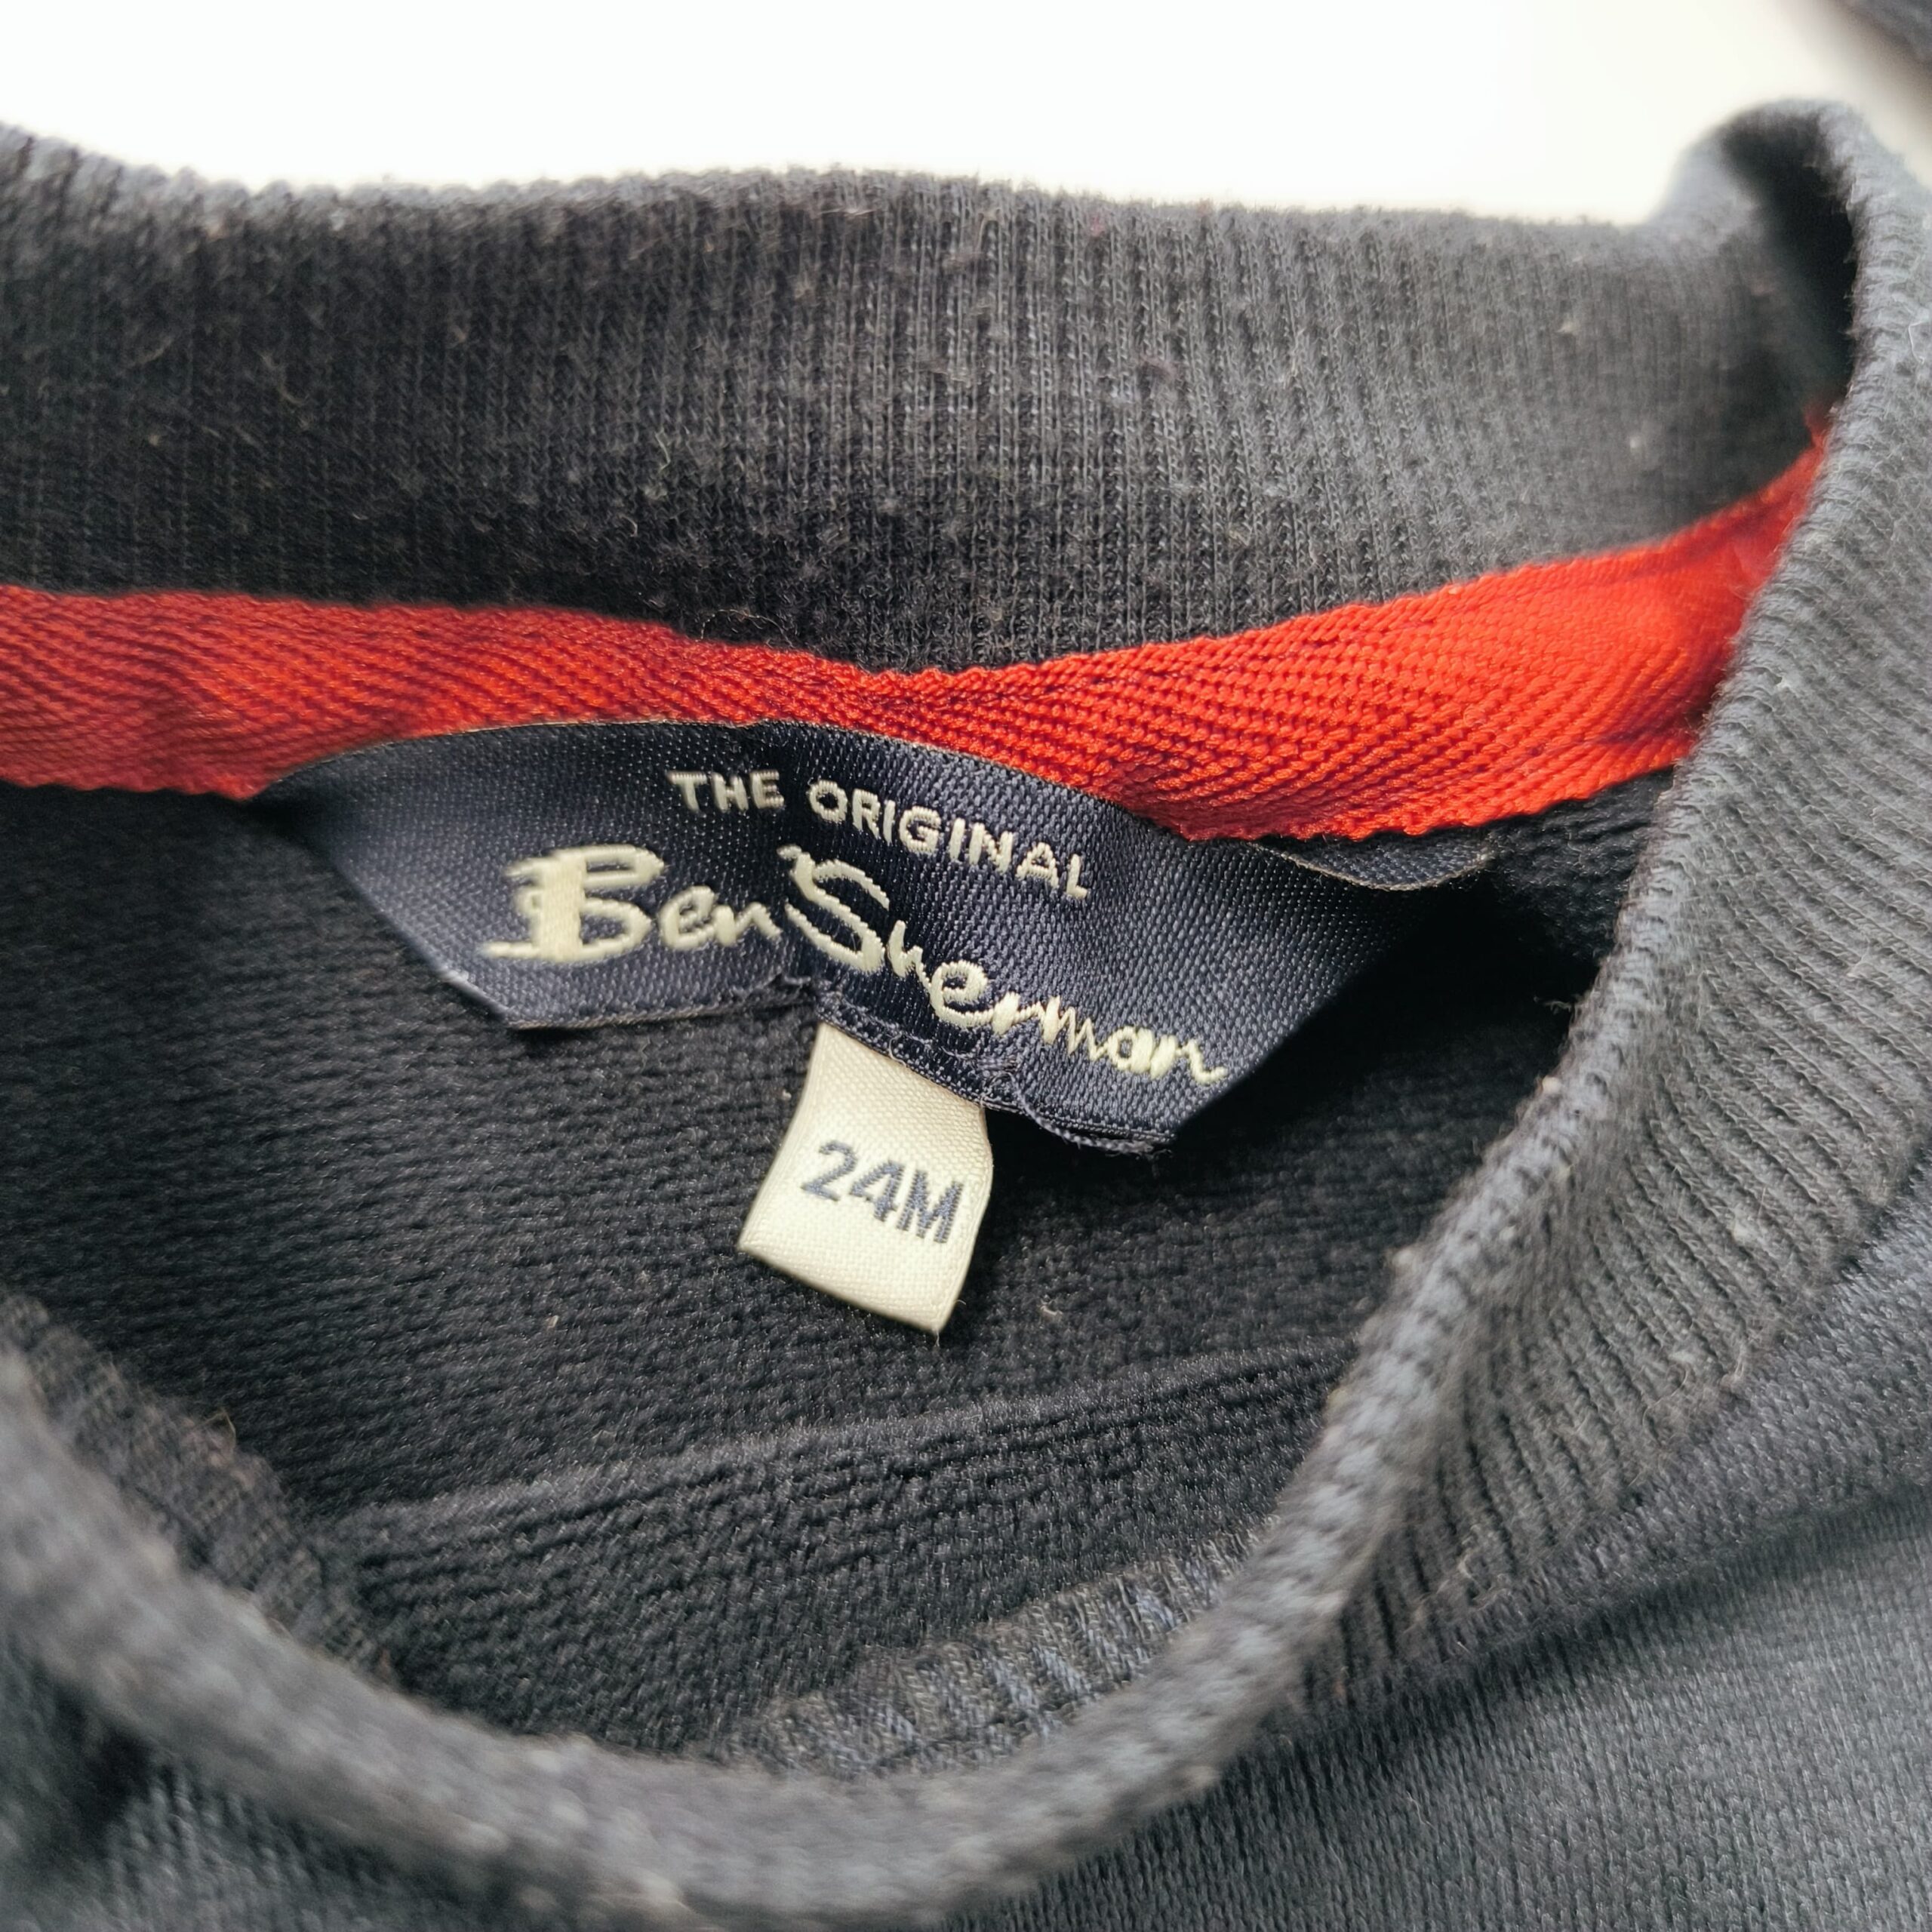 THE ORIGINAL
Ben Sherman
24M